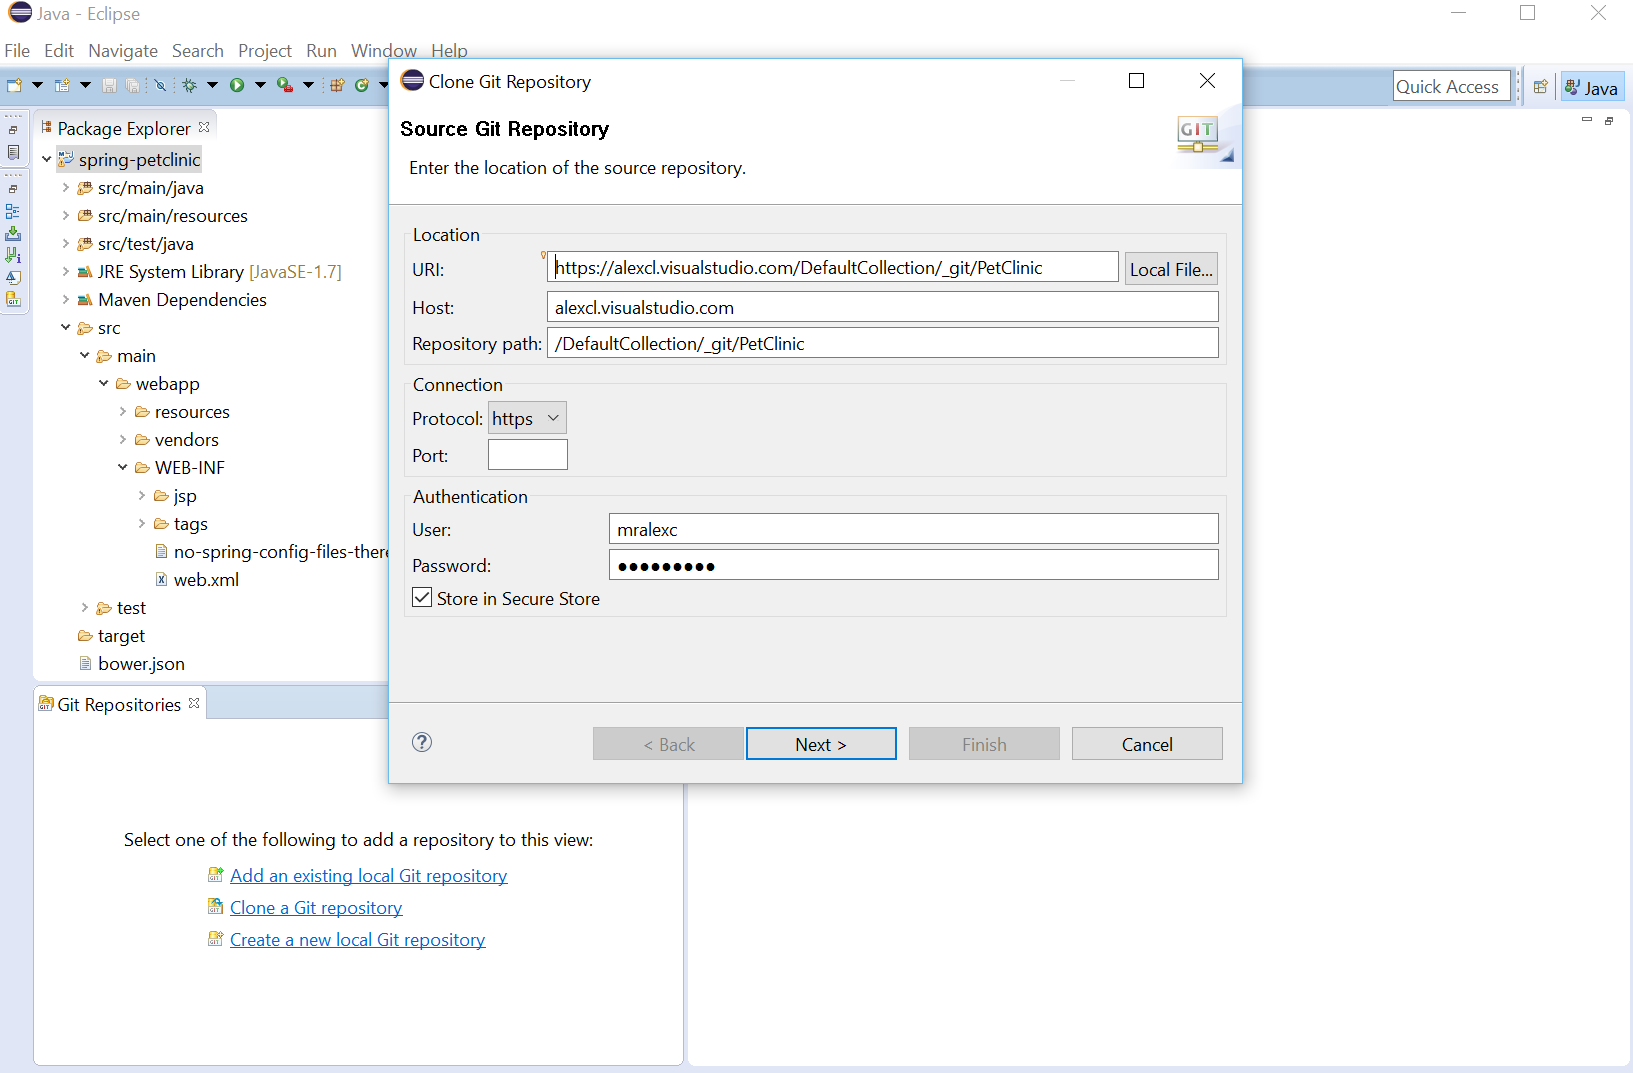 Java - Eclipse
File Edit Navigate Search Project Run Window Help
Quick Access
Java
Package Explorer
spring-petclinic
src/main/java
src/main/resources
src/test/java
JRE System Library [JavaSE-1.7]
Maven Dependencies
src
main
webapp
resources
vendors
WEB-INF
jsp
tags
no-spring-config-files-there
web.xml
test
target
bower.json
Clone Git Repository
Source Git Repository
GIT
Enter the location of the source repository.
Location
URI: https://alexcl.visualstudio.com/DefaultCollection/_git/PetClinic Local File...
Host: alexcl.visualstudio.com
Repository path: /DefaultCollection/_git/PetClinic
Connection
Protocol: https
Port:
Authentication
User: mralexc
Password: ●●●●●●●●●
Store in Secure Store
? < Back Next > Finish Cancel
Git Repositories
Select one of the following to add a repository to this view:
Add an existing local Git repository
Clone a Git repository
Create a new local Git repository